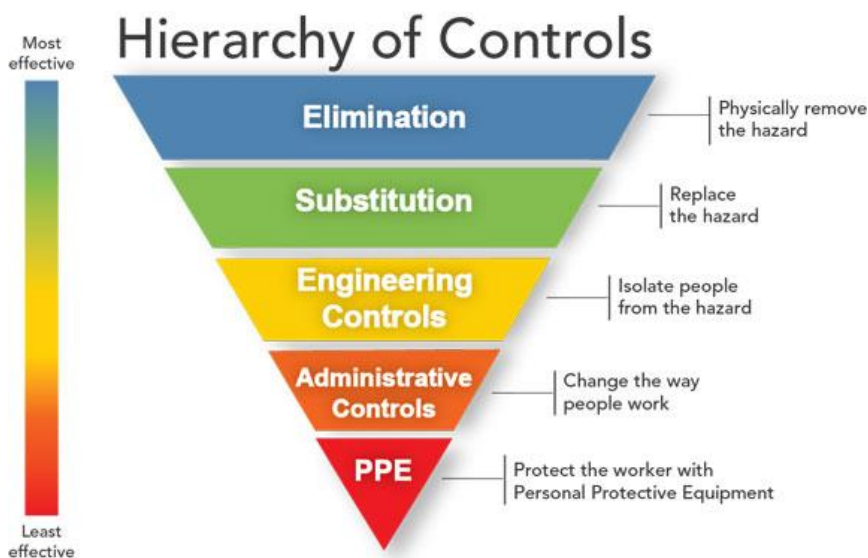 Hierarchy of Controls
Most
effective
Elimination
Physically remove
the hazard
Substitution
Replace
the hazard
Engineering
Controls
Isolate people
from the hazard
Administrative
Controls
Change the way
people work
PPE
Protect the worker with
Personal Protective Equipment
Least
effective